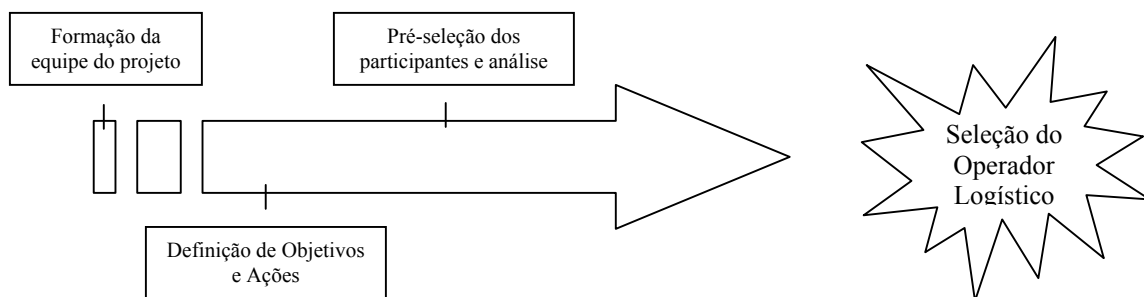 Formação da
equipe do projeto
Pré-seleção dos
participantes e análise
Seleção do
Operador
Logístico
Definição de Objetivos
e Ações